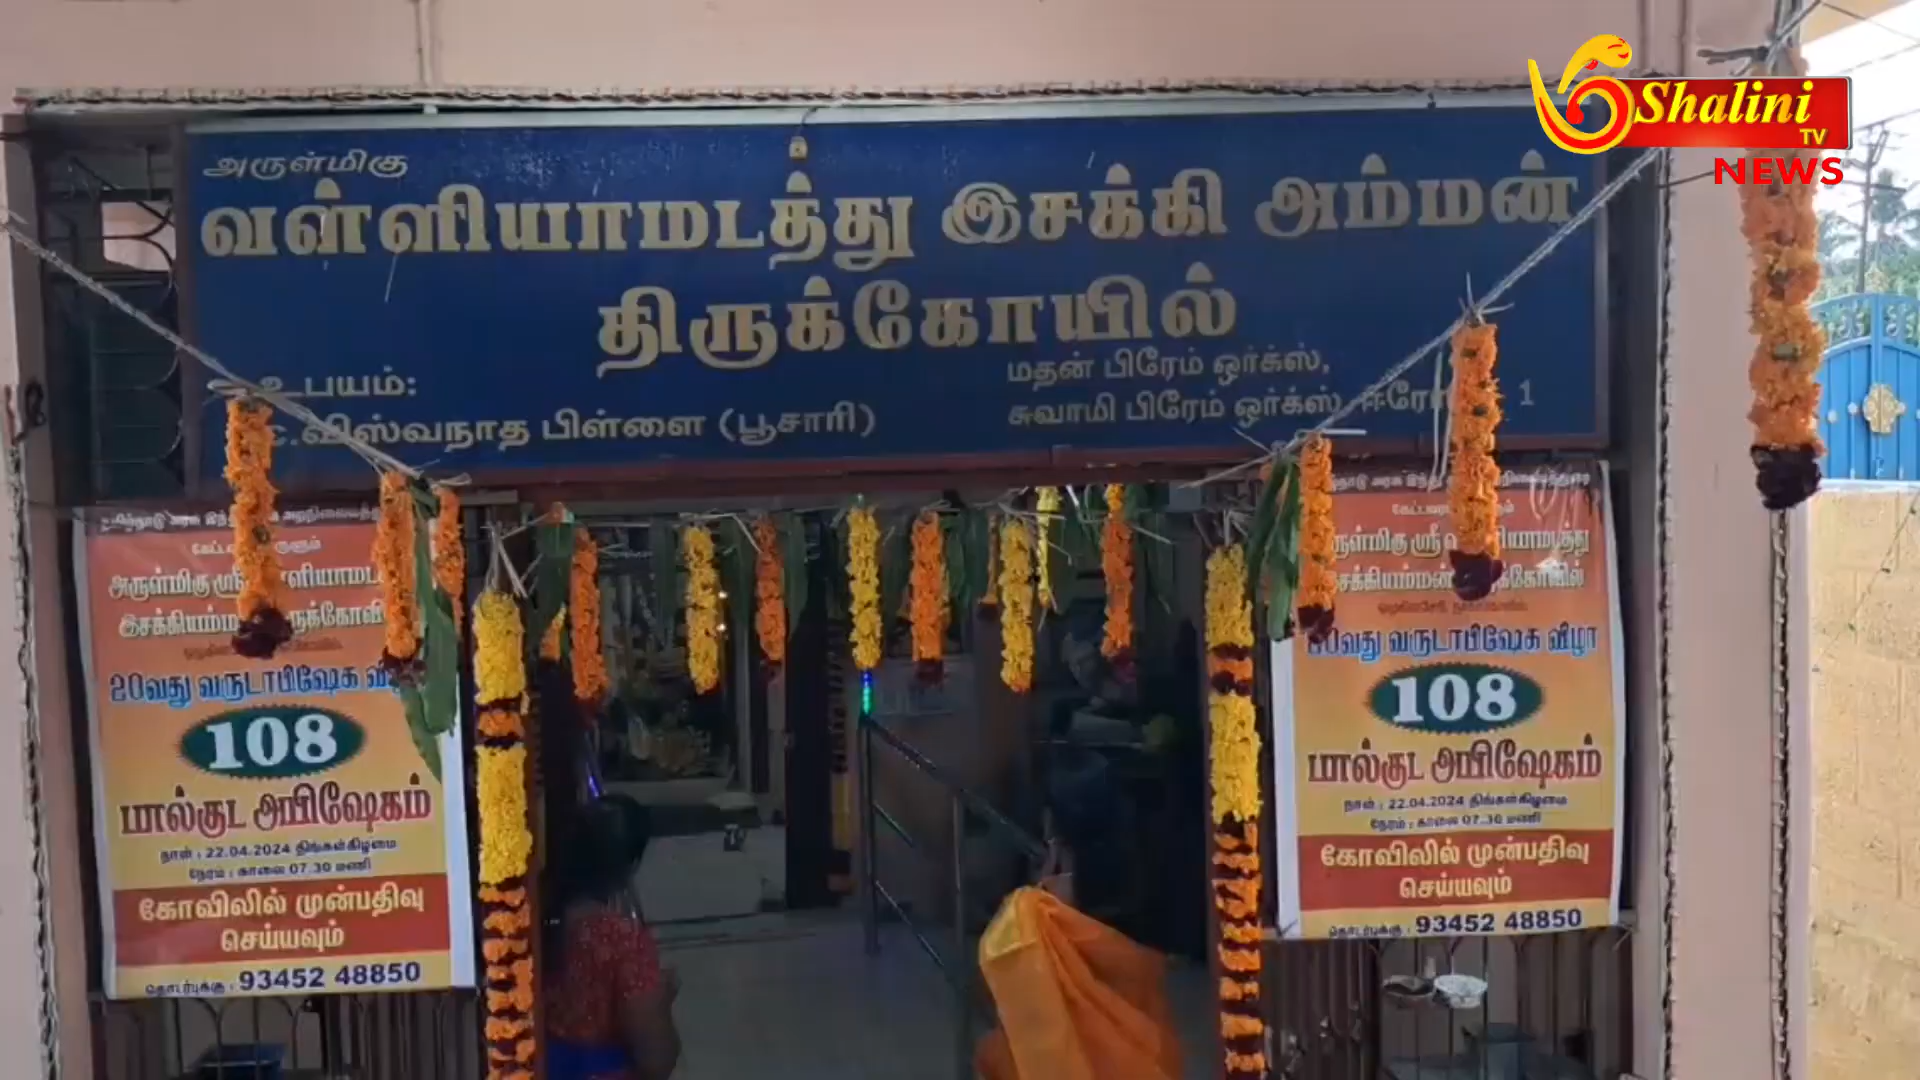 Shalini
TV
NEWS
அருள்மிகு
வள்ளியாமடத்து இசக்கி அம்மன்
திருக்கோயில்
உபயம்:
விஸ்வநாத பிள்ளை (பூசாரி)
மதன் பிரேம் ஒர்க்ஸ்,
சுவாமி பிரேம் ஒர்க்ஸ், 1
அருள்மிகு ஸ்ரீ
20வது வருடாபிஷேக
108
பால்குட அபிஷேகம்
நாள் : 22.04.2024 திங்கள்கிழமை
நேரம் : காலை 07.30 மணி
கோவிலில் முன்பதிவு
செய்யவும்
தொடர்புக்கு : 93452 48850
வருடாபிஷேக விழா
108
பால்குட அபிஷேகம்
நாள் : 22.04.2024 திங்கள்கிழமை
நேரம் : காலை 07.30 மணி
கோவிலில் முன்பதிவு
செய்யவும்
தொடர்புக்கு : 93452 48850